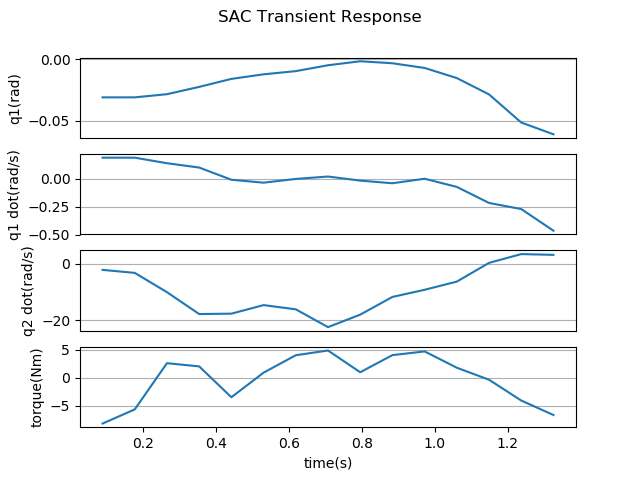 SAC Transient Response
q1(rad)
0.00
−0.05
q1 dot(rad/s)
0.00
−0.25
−0.50
q2 dot(rad/s)
0
−20
torque(Nm)
5
0
−5
0.2 0.4 0.6 0.8 1.0 1.2
time(s)